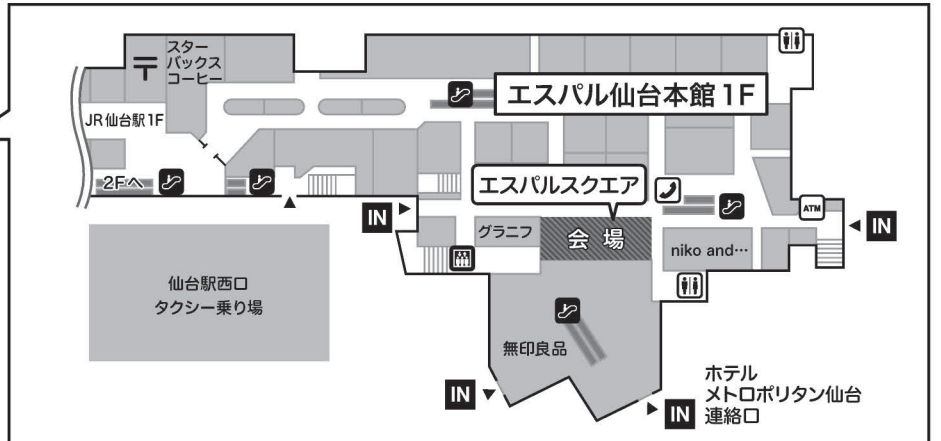 スター
バックス
コーヒー
エスパル仙台本館 1F
JR仙台駅1F
2Fへ
エスパルスクエア
ATM
IN
IN
グラニフ
会場
niko and…
仙台駅西口
タクシー乗り場
無印良品
IN
IN
ホテル
メトロポリタン仙台
連絡口